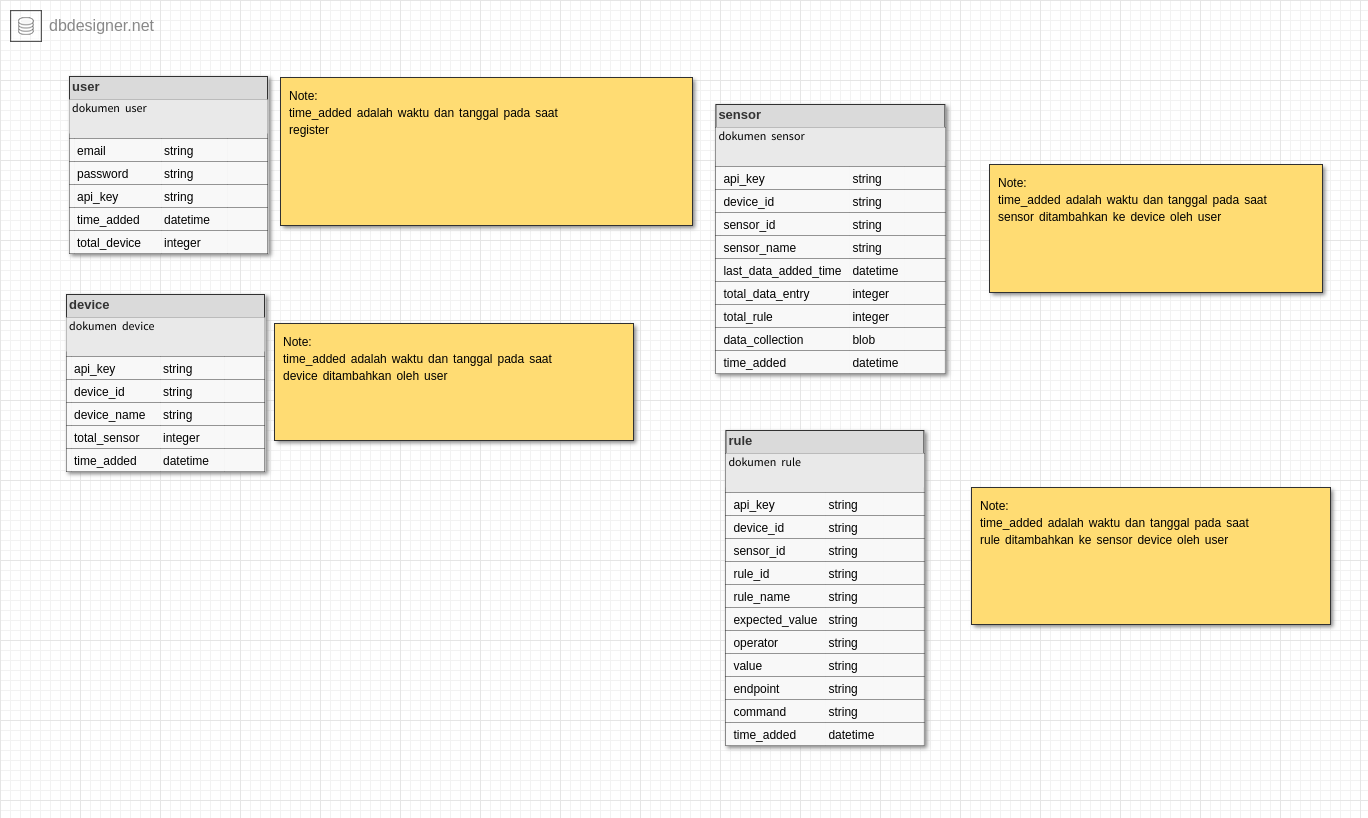 dbdesigner.net
user
dokumen user
email string
password string
api_key string
time_added datetime
total_device integer
Note:
time_added adalah waktu dan tanggal pada saat
register
device
dokumen device
api_key string
device_id string
device_name string
total_sensor integer
time_added datetime
Note:
time_added adalah waktu dan tanggal pada saat
device ditambahkan oleh user
sensor
dokumen sensor
api_key string
device_id string
sensor_id string
sensor_name string
last_data_added_time datetime
total_data_entry integer
total_rule integer
data_collection blob
time_added datetime
Note:
time_added adalah waktu dan tanggal pada saat
sensor ditambahkan ke device oleh user
rule
dokumen rule
api_key string
device_id string
sensor_id string
rule_id string
rule_name string
expected_value string
operator string
value string
endpoint string
command string
time_added datetime
Note:
time_added adalah waktu dan tanggal pada saat
rule ditambahkan ke sensor device oleh user